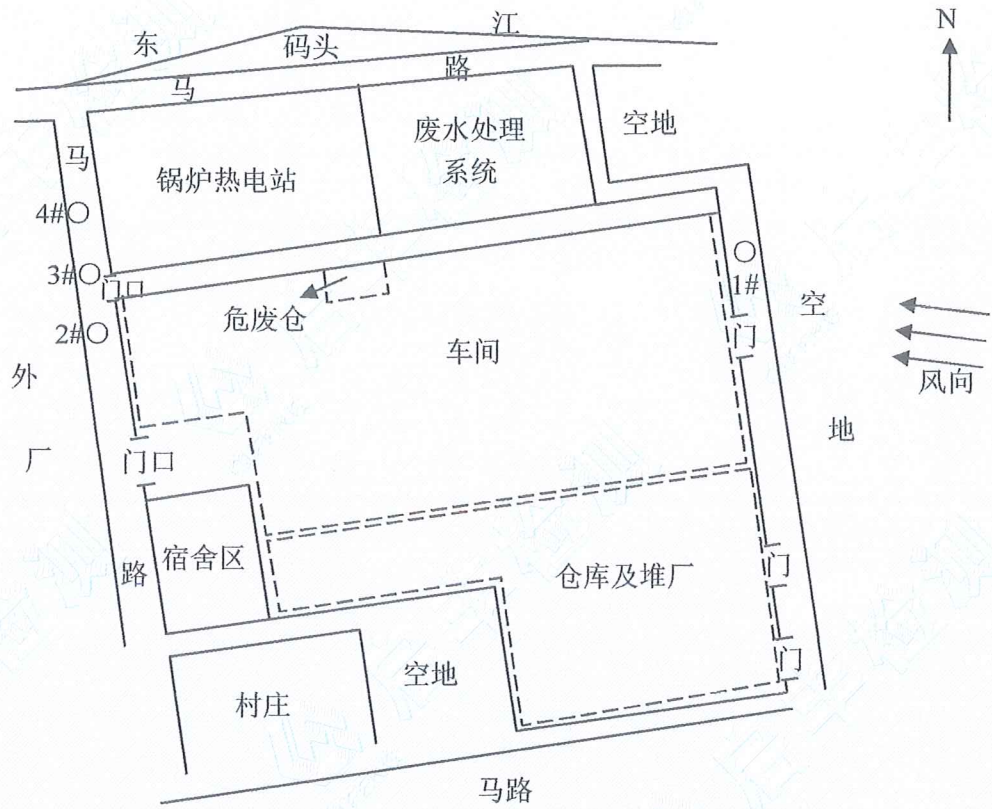 东
码头
江
N
马
路
马
锅炉热电站
废水处理
系统
空地
4#
3#
门口
2#
危废仓
车间
1#
门
空
风向
外
厂
地
门口
路
宿舍区
仓库及堆厂
门
门
村庄
空地
马路